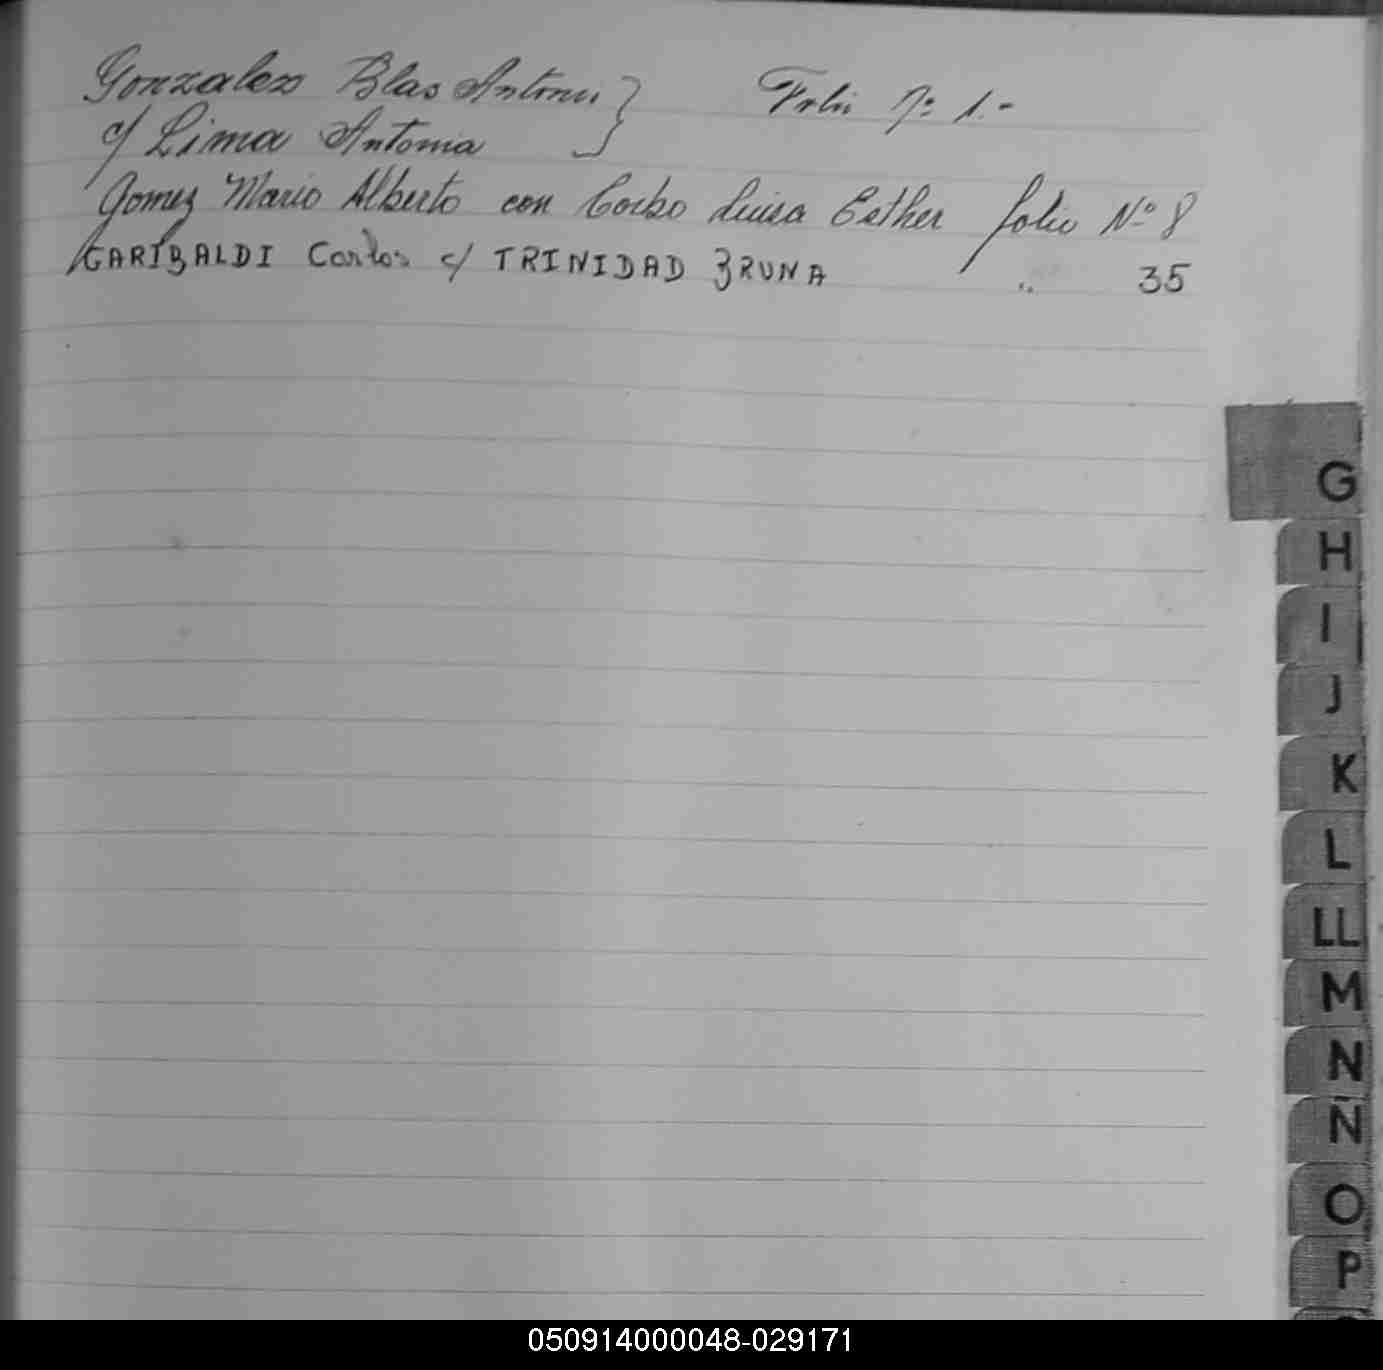 Gonzales Blas Antonio } Folio Nº 1.-
c/ Lima Antonia
Gomez Mario Alberto con Corbo Luisa Esther folio Nº 8
GARIBALDI Carlos c/ TRINIDAD BRUNA " 35
G
H
I
J
K
L
LL
M
N
Ñ
O
P
050914000048-029171